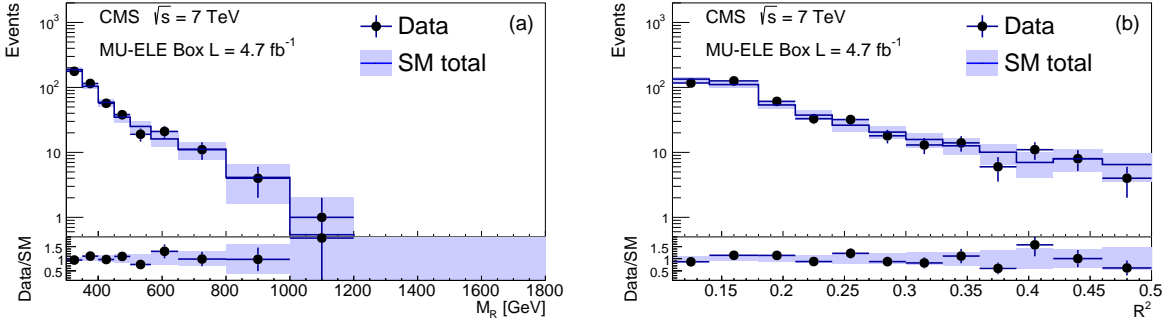 CMS √s = 7 TeV
MU-ELE Box L = 4.7 fb⁻¹
(a)
Data
SM total
Events
10³
10²
10
1
Data/SM
1.5
1
0.5
400 600 800 1000 1200 1400 1600 1800
M_R [GeV]
CMS √s = 7 TeV
MU-ELE Box L = 4.7 fb⁻¹
(b)
Data
SM total
Events
10³
10²
10
1
Data/SM
1.5
1
0.5
0.15 0.2 0.25 0.3 0.35 0.4 0.45 0.5
R²